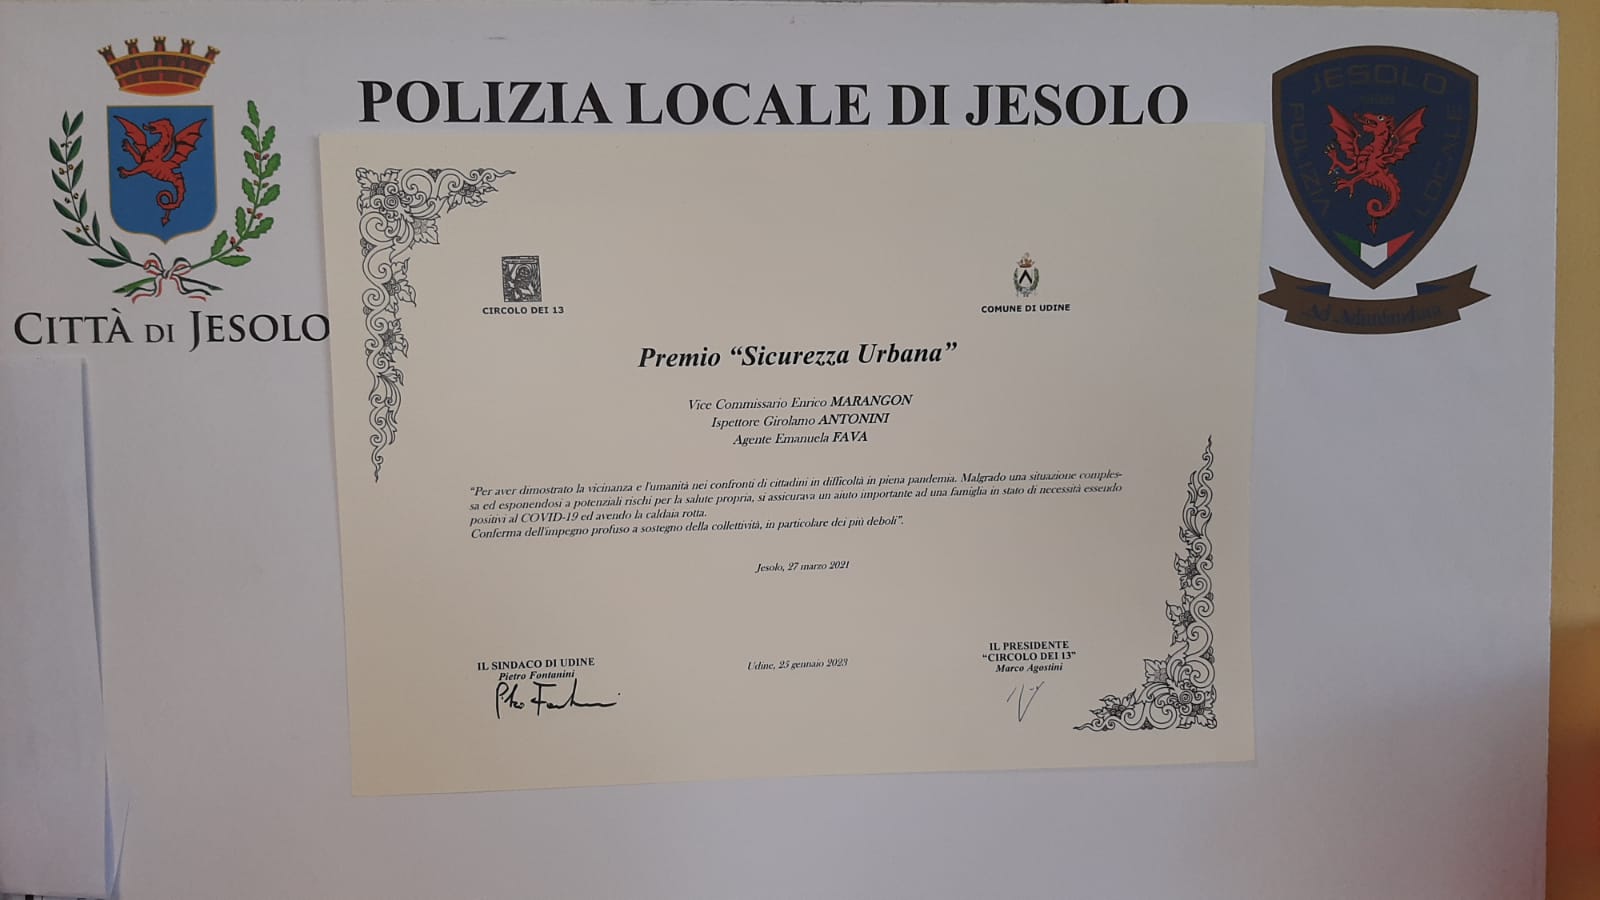 POLIZIA LOCALE DI JESOLO
CITTÀ DI JESOLO
JESOLO
POLIZIA
LOCALE
CIRCOLO DEI 13
COMUNE DI UDINE
Premio “Sicurezza Urbana”
Vice Commissario Enrico MARANGON
Ispettore Girolamo ANTONINI
Agente Emanuela FAVA
“Per aver dimostrato la vicinanza e l'umanità nei confronti di cittadini in difficoltà in piena pandemia. Malgrado una situazione comples-
sa ed esponendosi a potenziali rischi per la salute propria, si assicurava un aiuto importante ad una famiglia in stato di necessità essendo
positivi al COVID-19 ed avendo la caldaia rotta.
Conferma dell'impegno profuso a sostegno della collettività, in particolare dei più deboli”.
Jesolo, 27 marzo 2021
IL SINDACO DI UDINE
Pietro Fontanini
Udine, 25 gennaio 2023
IL PRESIDENTE
“CIRCOLO DEI 13”
Marco Agostini